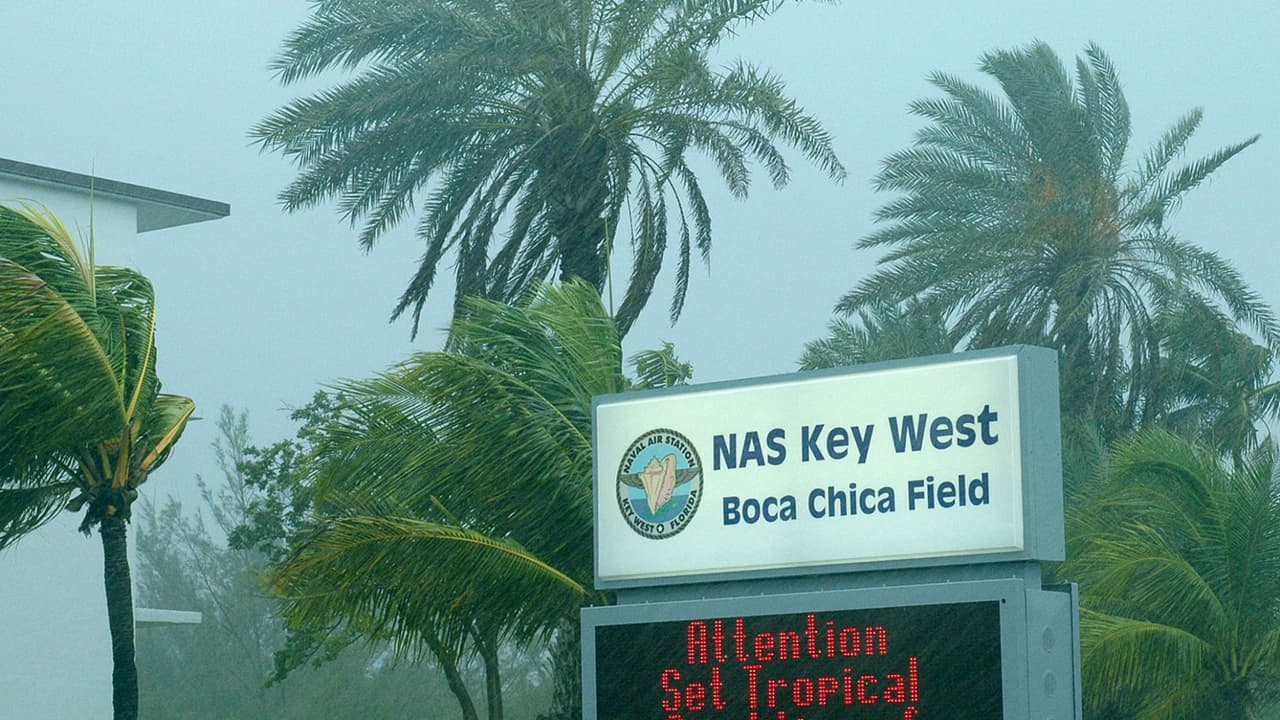 NAS Key West
Boca Chica Field
NAVAL AIR STATION
KEY WEST FLORIDA
Attention
Set Tropical